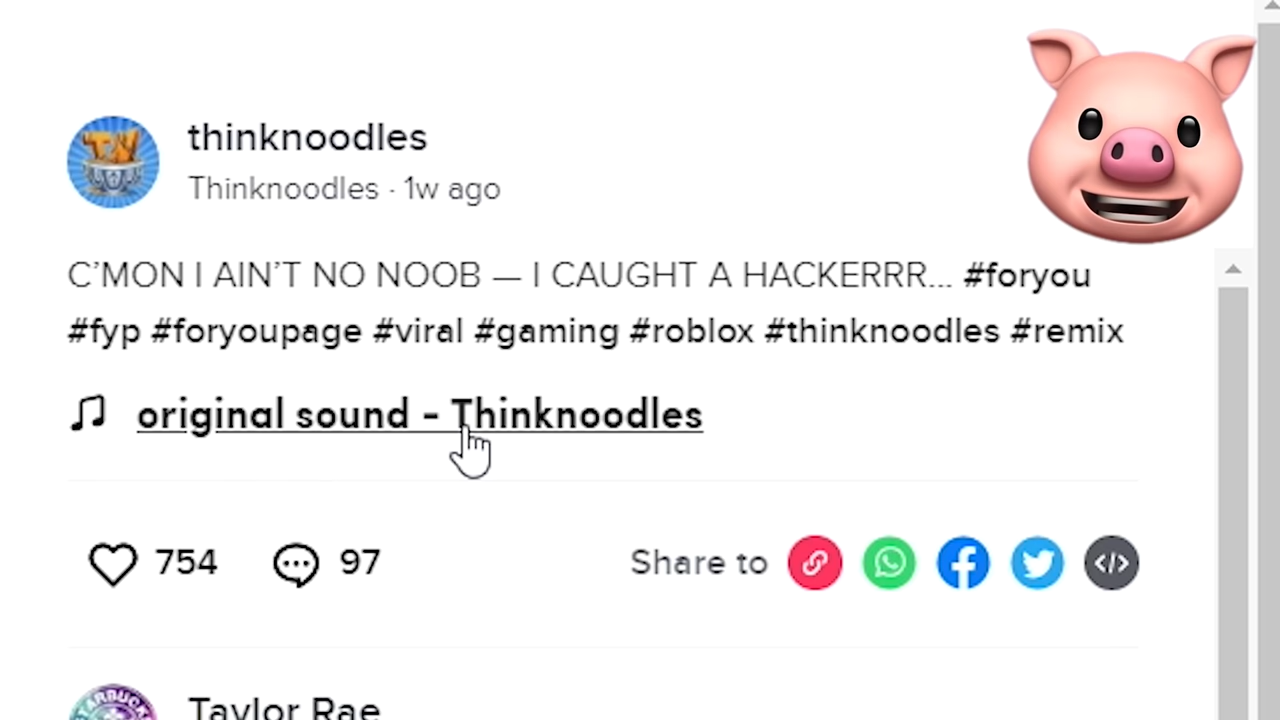 thinknoodles
Thinknoodles · 1w ago
C’MON I AIN’T NO NOOB — I CAUGHT A HACKERRR... #foryou
#fyp #foryoupage #viral #gaming #roblox #thinknoodles #remix
original sound - Thinknoodles
754 97 Share to
STARBUCKS
Taylor Rae